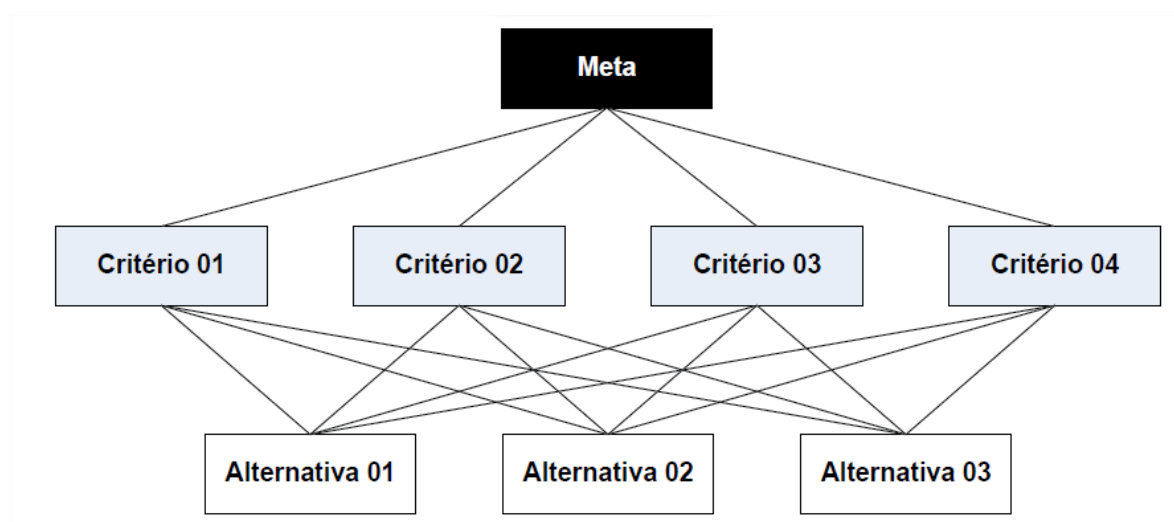 Meta
Critério 01
Critério 02
Critério 03
Critério 04
Alternativa 01
Alternativa 02
Alternativa 03